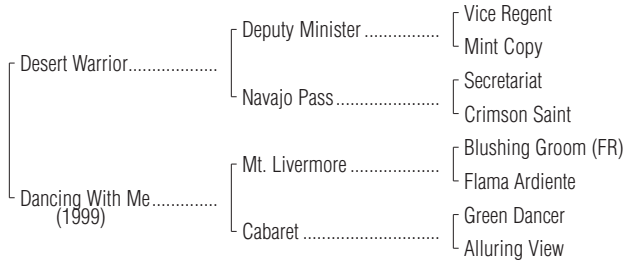 Vice Regent
Deputy Minister ..................
Mint Copy
Desert Warrior..................
Secretariat
Navajo Pass.........................
Crimson Saint
Blushing Groom (FR)
Mt. Livermore .....................
Flama Ardiente
Dancing With Me.............
(1999)
Green Dancer
Cabaret ................................
Alluring View